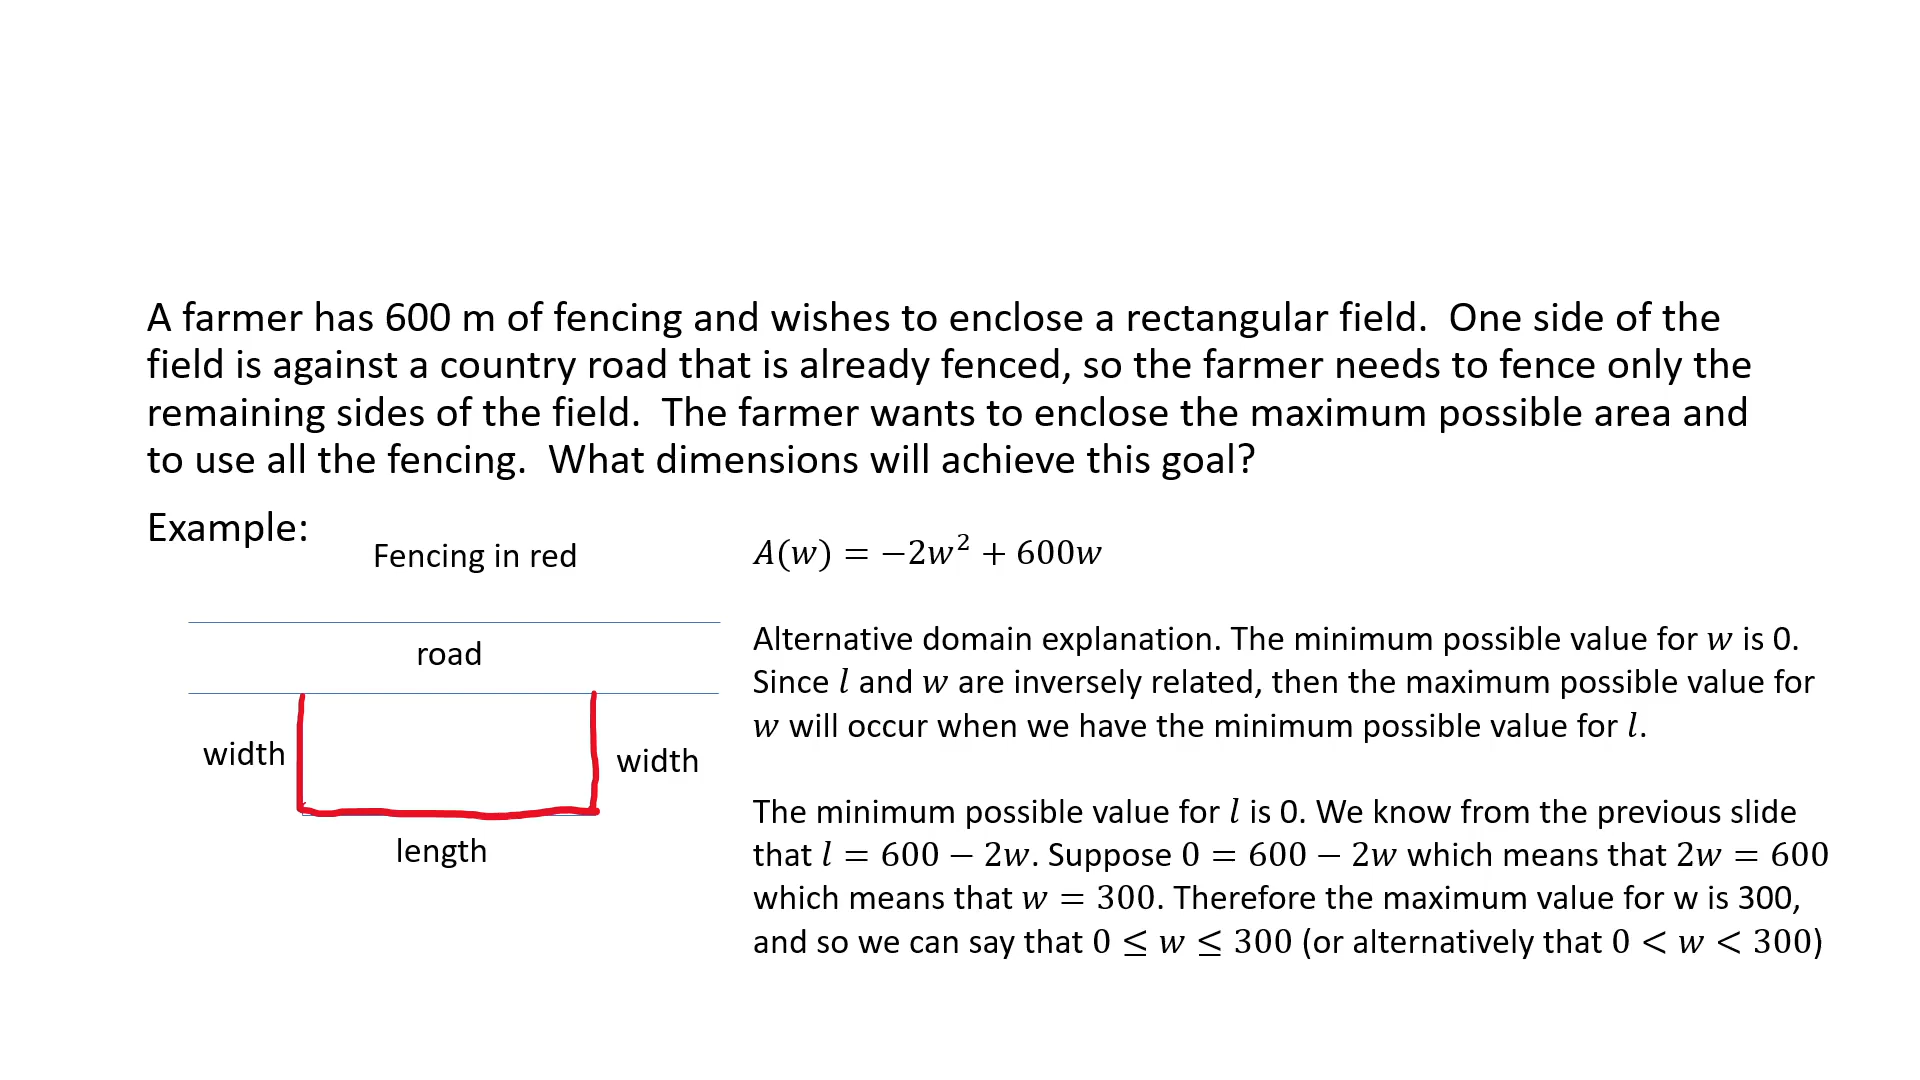 A farmer has 600 m of fencing and wishes to enclose a rectangular field.  One side of the
field is against a country road that is already fenced, so the farmer needs to fence only the
remaining sides of the field.  The farmer wants to enclose the maximum possible area and
to use all the fencing.  What dimensions will achieve this goal?
Example:
Fencing in red
road
width
width
length
𝐴(𝑤) = −2𝑤² + 600𝑤
Alternative domain explanation. The minimum possible value for 𝑤 is 0.
Since 𝑙 and 𝑤 are inversely related, then the maximum possible value for
𝑤 will occur when we have the minimum possible value for 𝑙.
The minimum possible value for 𝑙 is 0. We know from the previous slide
that 𝑙 = 600 − 2𝑤. Suppose 0 = 600 − 2𝑤 which means that 2𝑤 = 600
which means that 𝑤 = 300. Therefore the maximum value for w is 300,
and so we can say that 0 ≤ 𝑤 ≤ 300 (or alternatively that 0 < 𝑤 < 300)